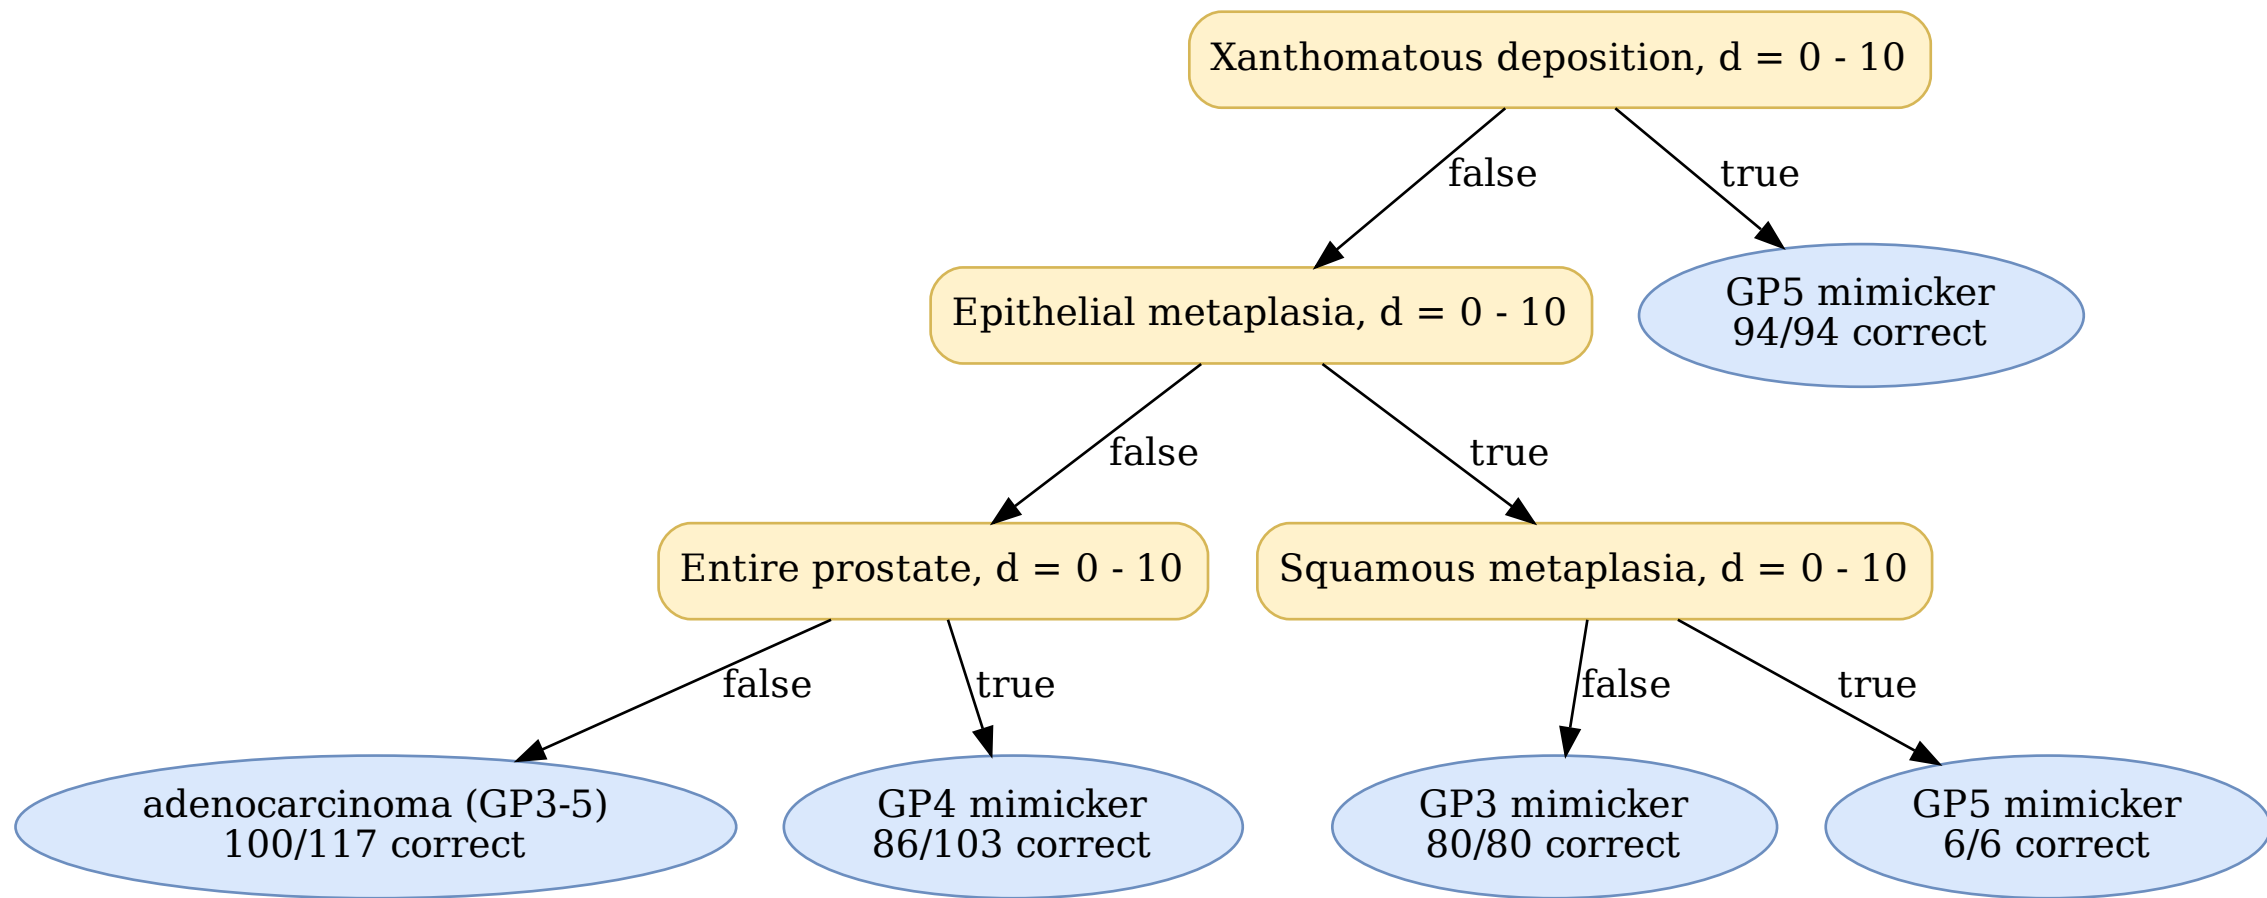 Xanthomatous deposition, d = 0 - 10
false
true
Epithelial metaplasia, d = 0 - 10
GP5 mimicker
94/94 correct
false
true
Entire prostate, d = 0 - 10
Squamous metaplasia, d = 0 - 10
false
true
false
true
adenocarcinoma (GP3-5)
100/117 correct
GP4 mimicker
86/103 correct
GP3 mimicker
80/80 correct
GP5 mimicker
6/6 correct